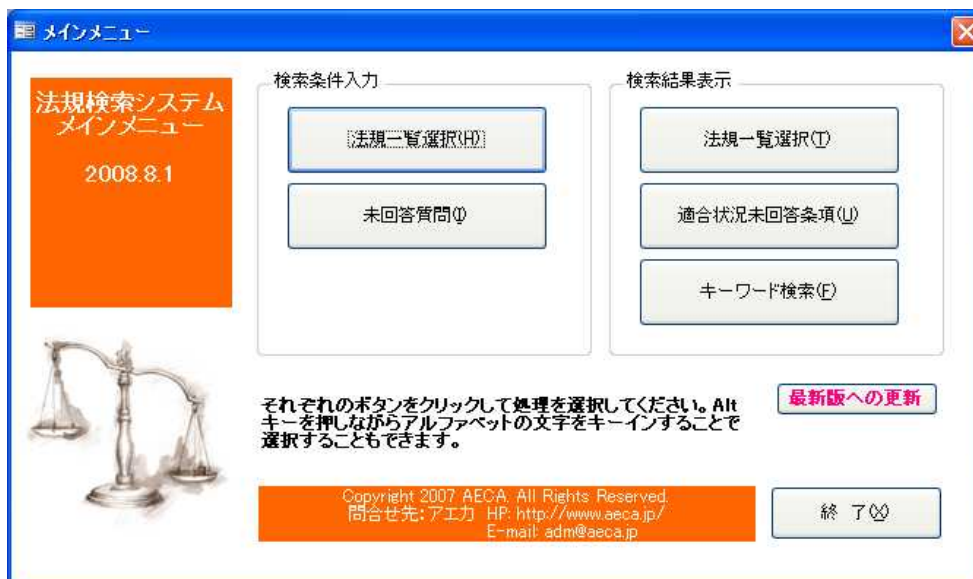 メインメニュー
法規検索システム
メインメニュー
2008.8.1
検索条件入力
法規一覧選択(H)
未回答質問(I)
検索結果表示
法規一覧選択(T)
適合状況未回答条項(U)
キーワード検索(F)
それぞれのボタンをクリックして処理を選択してください。Alt
キーを押しながらアルファベットの文字をキーインすることで
選択することもできます。
最新版への更新
Copyright 2007 AECA. All Rights Reserved.
問合せ先:アエカ HP: http://www.aeca.jp/
E-mail: adm@aeca.jp
終 了(X)